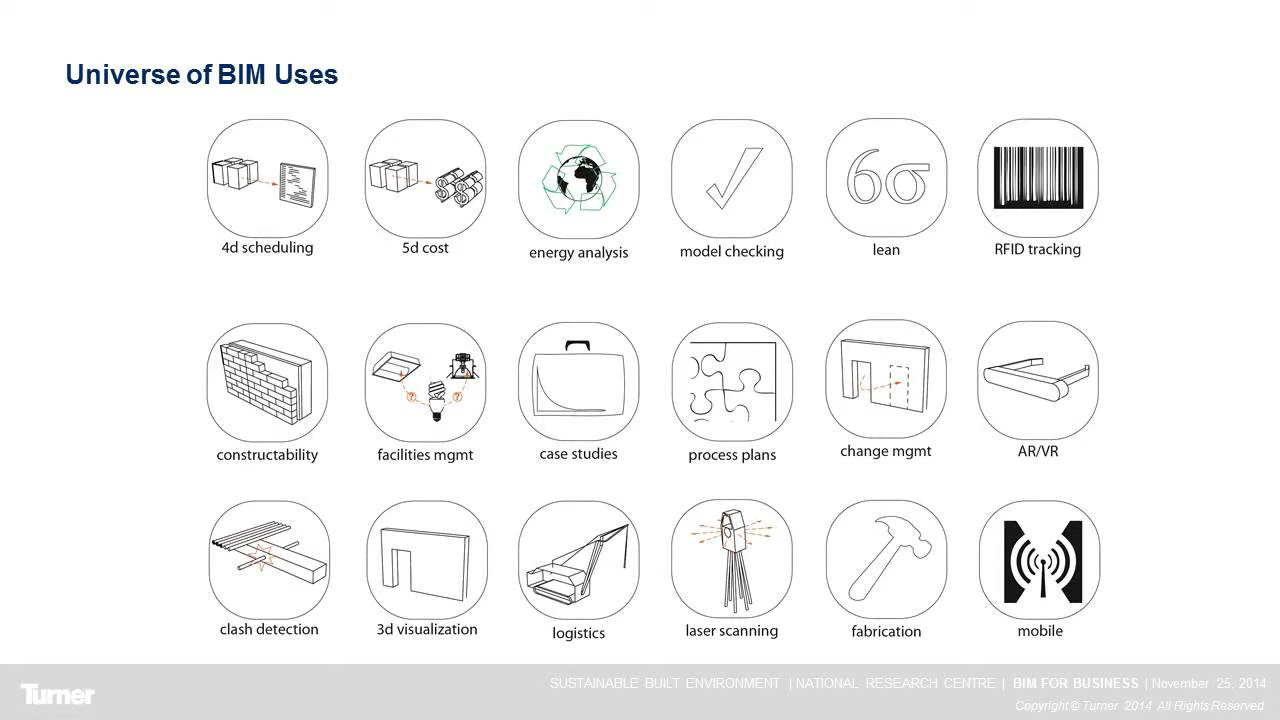 Universe of BIM Uses
6σ
4d scheduling
5d cost
energy analysis
model checking
lean
RFID tracking
? ?
constructability
facilities mgmt
case studies
process plans
change mgmt
AR/VR
clash detection
3d visualization
logistics
laser scanning
fabrication
mobile
Turner
SUSTAINABLE BUILT ENVIRONMENT | NATIONAL RESEARCH CENTRE | BIM FOR BUSINESS | November 25, 2014
Copyright © Turner 2014 All Rights Reserved